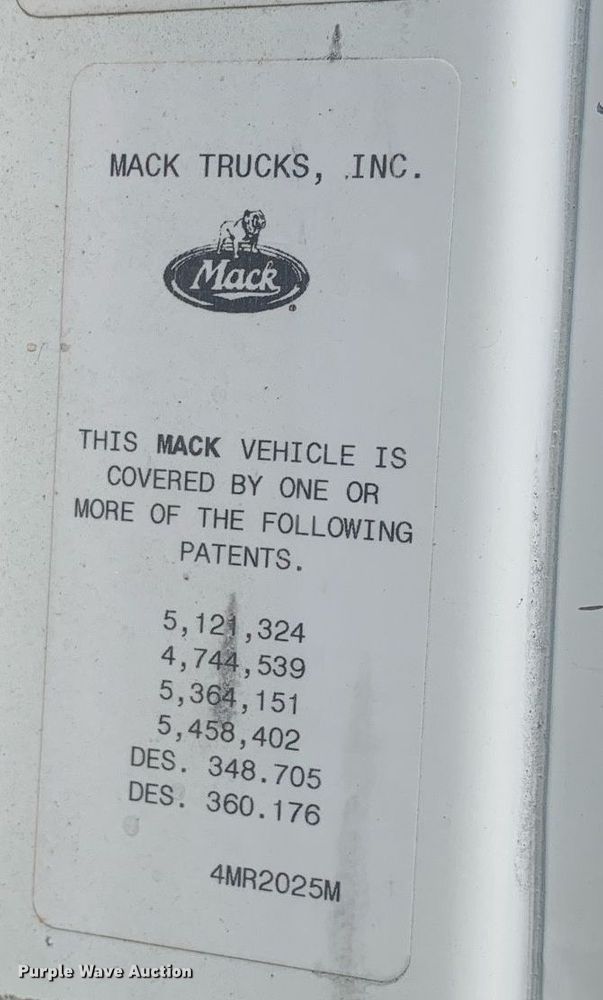 MACK TRUCKS, INC.
Mack
THIS MACK VEHICLE IS
COVERED BY ONE OR
MORE OF THE FOLLOWING
PATENTS.
5,121,324
4,744,539
5,364,151
5,458,402
DES. 348.705
DES. 360.176
4MR2025M
Purple Wave Auction